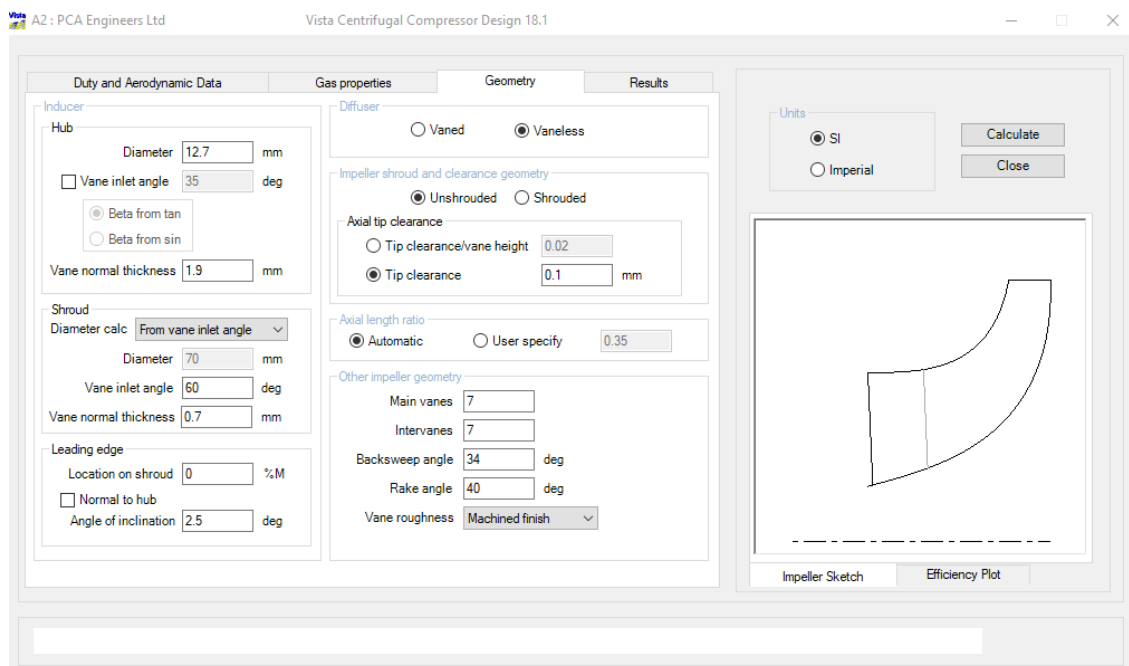 Vista A2 : PCA Engineers Ltd Vista Centrifugal Compressor Design 18.1
Duty and Aerodynamic Data Gas properties Geometry Results
Inducer
Hub
Diameter 12.7 mm
Vane inlet angle 35 deg
Beta from tan
Beta from sin
Vane normal thickness 1.9 mm
Shroud
Diameter calc From vane inlet angle
Diameter 70 mm
Vane inlet angle 60 deg
Vane normal thickness 0.7 mm
Leading edge
Location on shroud 0 %M
Normal to hub
Angle of inclination 2.5 deg
Diffuser
Vaned Vaneless
Impeller shroud and clearance geometry
Unshrouded Shrouded
Axial tip clearance
Tip clearance/vane height 0.02
Tip clearance 0.1 mm
Axial length ratio
Automatic User specify 0.35
Other impeller geometry
Main vanes 7
Intervanes 7
Backsweep angle 34 deg
Rake angle 40 deg
Vane roughness Machined finish
Units
SI
Imperial
Calculate
Close
Impeller Sketch Efficiency Plot